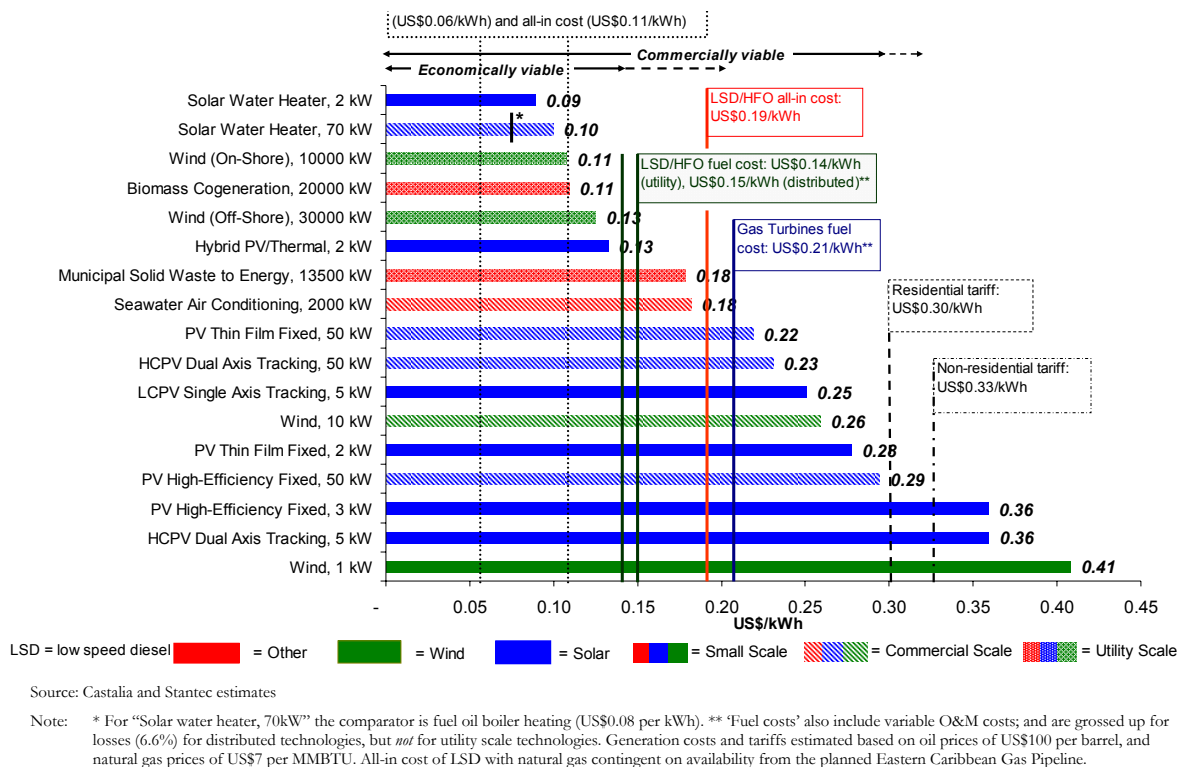 (US$0.06/kWh) and all-in cost (US$0.11/kWh)
Commercially viable
Economically viable
Solar Water Heater, 2 kW 0.09
Solar Water Heater, 70 kW * 0.10
Wind (On-Shore), 10000 kW 0.11
Biomass Cogeneration, 20000 kW 0.11
Wind (Off-Shore), 30000 kW 0.13
Hybrid PV/Thermal, 2 kW 0.13
Municipal Solid Waste to Energy, 13500 kW 0.18
Seawater Air Conditioning, 2000 kW 0.18
PV Thin Film Fixed, 50 kW 0.22
HCPV Dual Axis Tracking, 50 kW 0.23
LCPV Single Axis Tracking, 5 kW 0.25
Wind, 10 kW 0.26
PV Thin Film Fixed, 2 kW 0.28
PV High-Efficiency Fixed, 50 kW 0.29
PV High-Efficiency Fixed, 3 kW 0.36
HCPV Dual Axis Tracking, 5 kW 0.36
Wind, 1 kW 0.41
LSD/HFO all-in cost:
US$0.19/kWh
LSD/HFO fuel cost: US$0.14/kWh
(utility), US$0.15/kWh (distributed)**
Gas Turbines fuel
cost: US$0.21/kWh**
Residential tariff:
US$0.30/kWh
Non-residential tariff:
US$0.33/kWh
- 0.05 0.10 0.15 0.20 0.25 0.30 0.35 0.40 0.45
US$/kWh
LSD = low speed diesel = Other = Wind = Solar = Small Scale = Commercial Scale = Utility Scale
Source: Castalia and Stantec estimates
Note: * For “Solar water heater, 70kW” the comparator is fuel oil boiler heating (US$0.08 per kWh). ** ‘Fuel costs’ also include variable O&M costs; and are grossed up for
losses (6.6%) for distributed technologies, but not for utility scale technologies. Generation costs and tariffs estimated based on oil prices of US$100 per barrel, and
natural gas prices of US$7 per MMBTU. All-in cost of LSD with natural gas contingent on availability from the planned Eastern Caribbean Gas Pipeline.